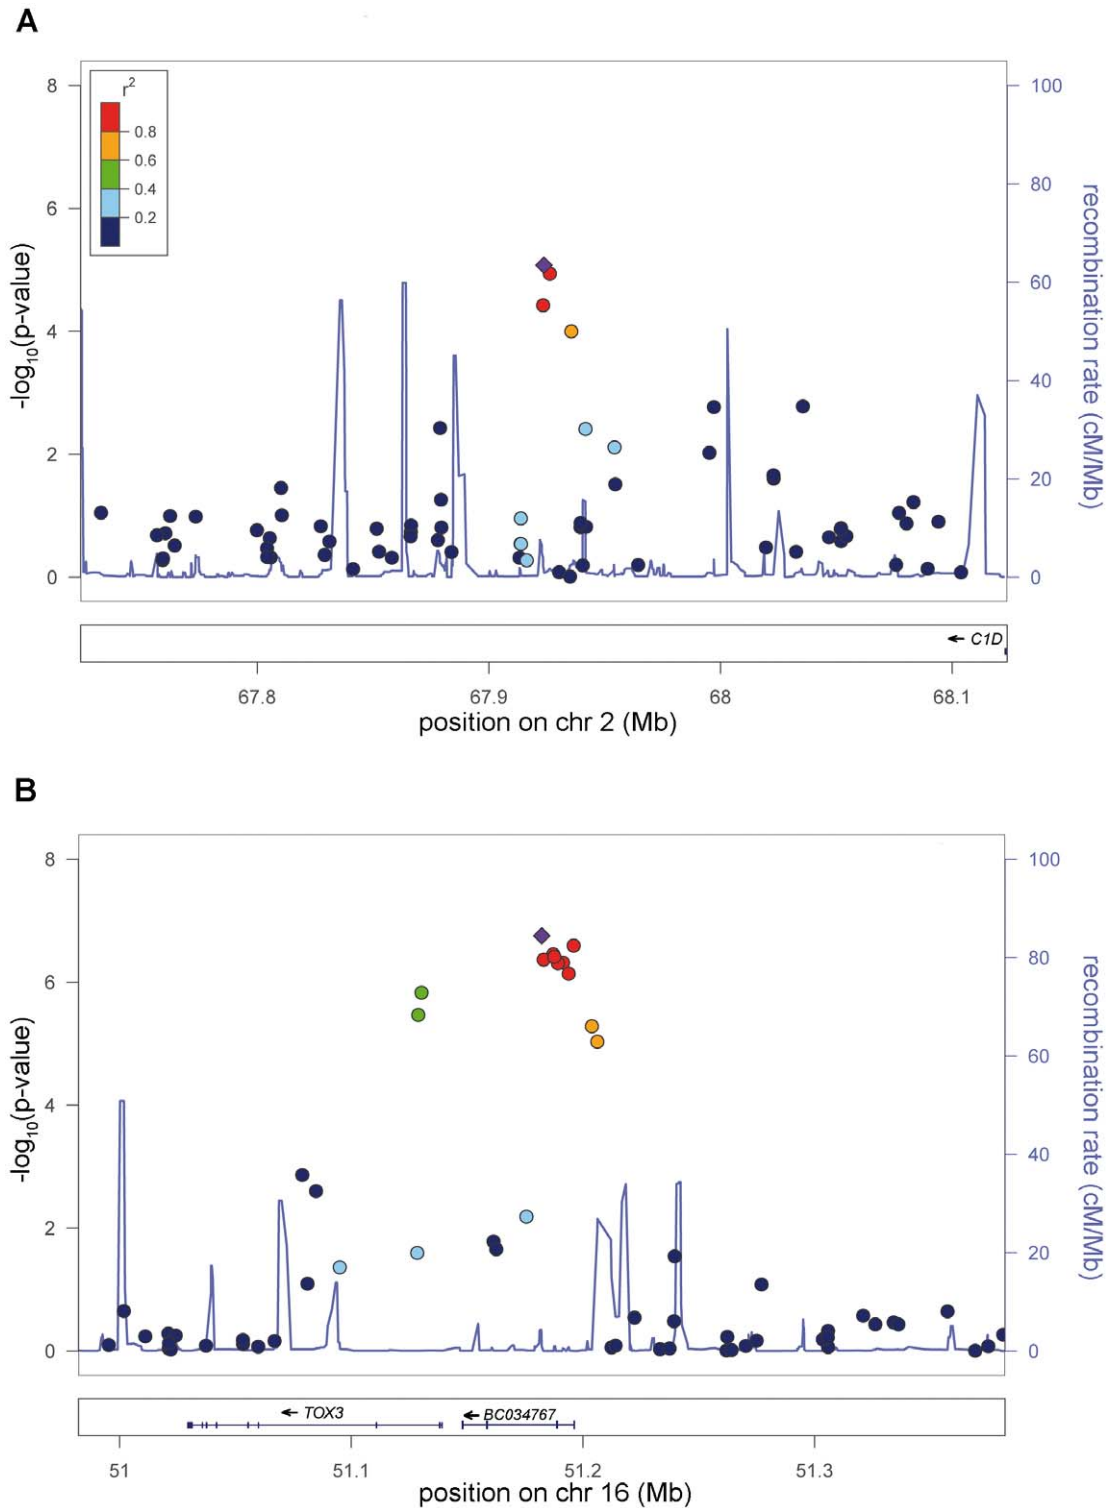 A
r2
0.8
0.6
0.4
0.2
8
6
4
2
0
-log10(p-value)
100
80
60
40
20
0
recombination rate (cM/Mb)
← C1D
67.8 67.9 68 68.1
position on chr 2 (Mb)
B
8
6
4
2
0
-log10(p-value)
100
80
60
40
20
0
recombination rate (cM/Mb)
← TOX3 ← BC034767
51 51.1 51.2 51.3
position on chr 16 (Mb)